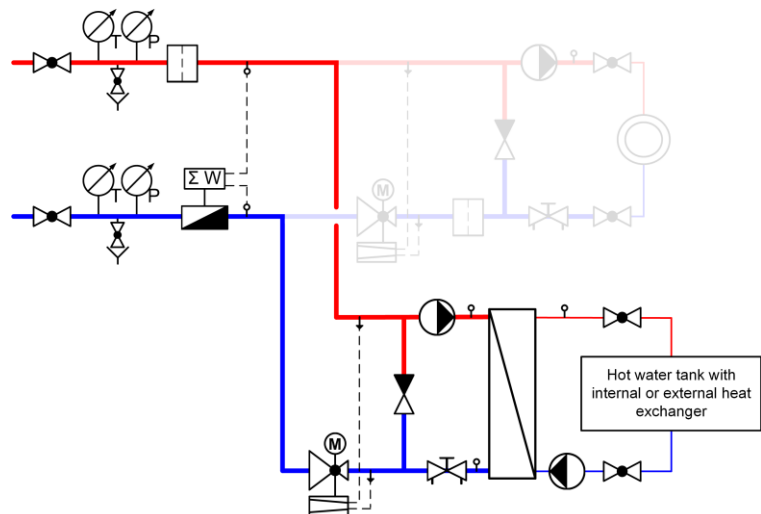 T P
M
Σ W
T P
M
Hot water tank with
internal or external heat
exchanger